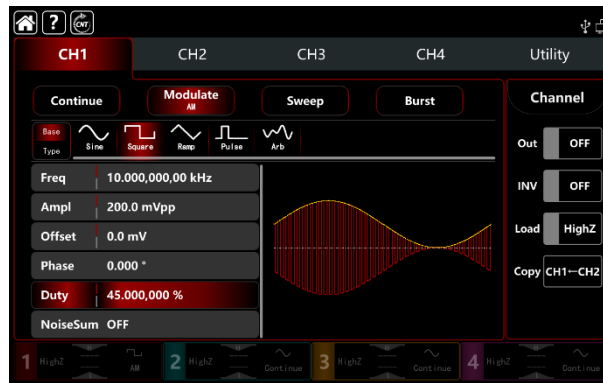 ? CNT
CH1 CH2 CH3 CH4 Utility
Continue Modulate Sweep Burst Channel
AM
Base
Type Sine Square Ramp Pulse Arb
Out OFF
Freq 10.000,000,00 kHz
INV OFF
Ampl 200.0 mVpp
Offset 0.0 mV
Load HighZ
Phase 0.000 °
Copy CH1←CH2
Duty 45.000,000 %
NoiseSum OFF
1 HighZ AM 2 HighZ Continue 3 HighZ Continue 4 HighZ Continue